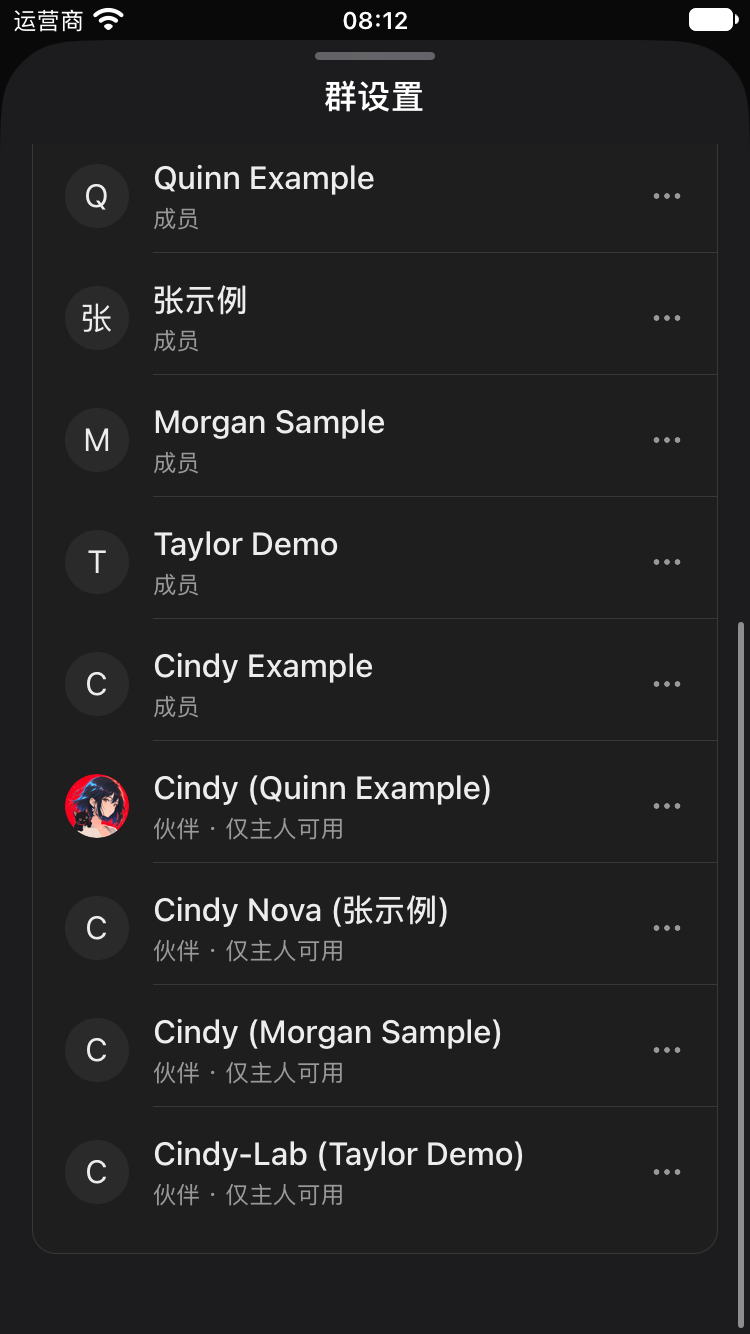 运营商
08:12
群设置
Q
Quinn Example
成员
张
张示例
成员
M
Morgan Sample
成员
T
Taylor Demo
成员
C
Cindy Example
成员
Cindy (Quinn Example)
伙伴 · 仅主人可用
C
Cindy Nova (张示例)
伙伴 · 仅主人可用
C
Cindy (Morgan Sample)
伙伴 · 仅主人可用
C
Cindy-Lab (Taylor Demo)
伙伴 · 仅主人可用